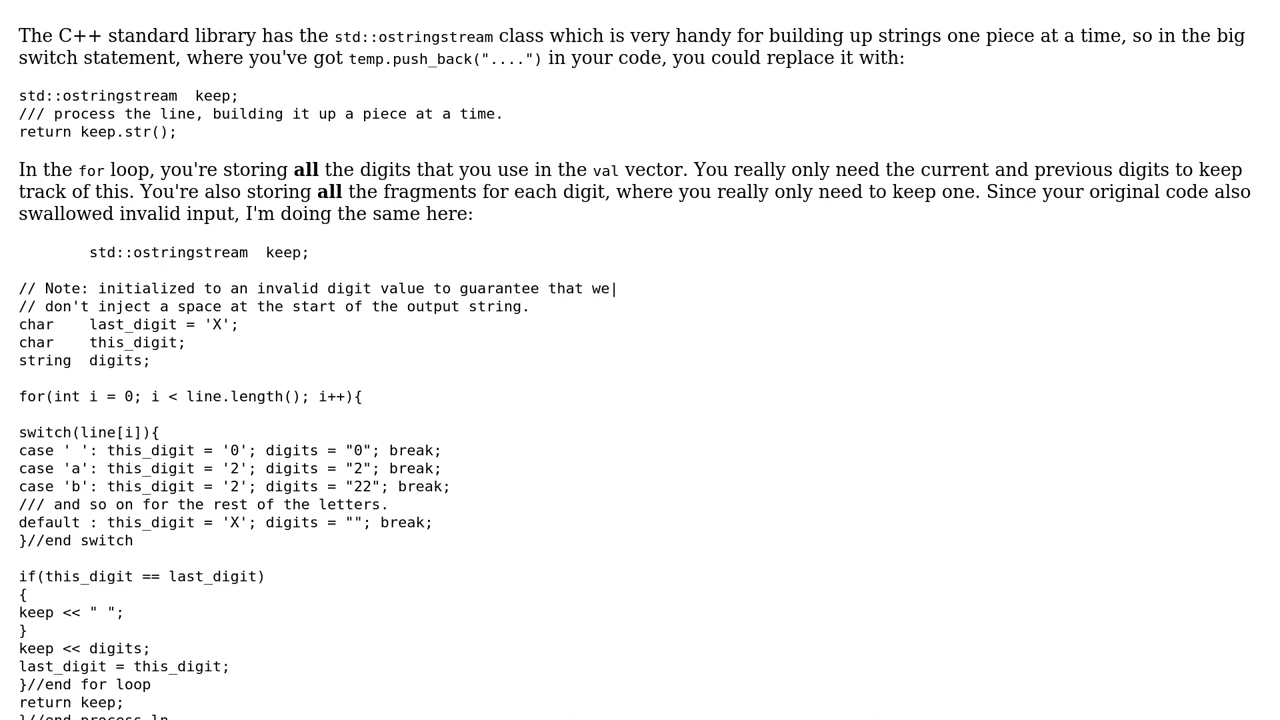 The C++ standard library has the std::ostringstream class which is very handy for building up strings one piece at a time, so in the big
switch statement, where you've got temp.push_back("....") in your code, you could replace it with:
std::ostringstream  keep;
/// process the line, building it up a piece at a time.
return keep.str();
In the for loop, you're storing all the digits that you use in the val vector. You really only need the current and previous digits to keep
track of this. You're also storing all the fragments for each digit, where you really only need to keep one. Since your original code also
swallowed invalid input, I'm doing the same here:
        std::ostringstream  keep;
// Note: initialized to an invalid digit value to guarantee that we|
// don't inject a space at the start of the output string.
char    last_digit = 'X';
char    this_digit;
string  digits;
for(int i = 0; i < line.length(); i++){
switch(line[i]){
case ' ': this_digit = '0'; digits = "0"; break;
case 'a': this_digit = '2'; digits = "2"; break;
case 'b': this_digit = '2'; digits = "22"; break;
/// and so on for the rest of the letters.
default : this_digit = 'X'; digits = ""; break;
}//end switch
if(this_digit == last_digit)
{
keep << " ";
}
keep << digits;
last_digit = this_digit;
}//end for loop
return keep;
}//end process_ln